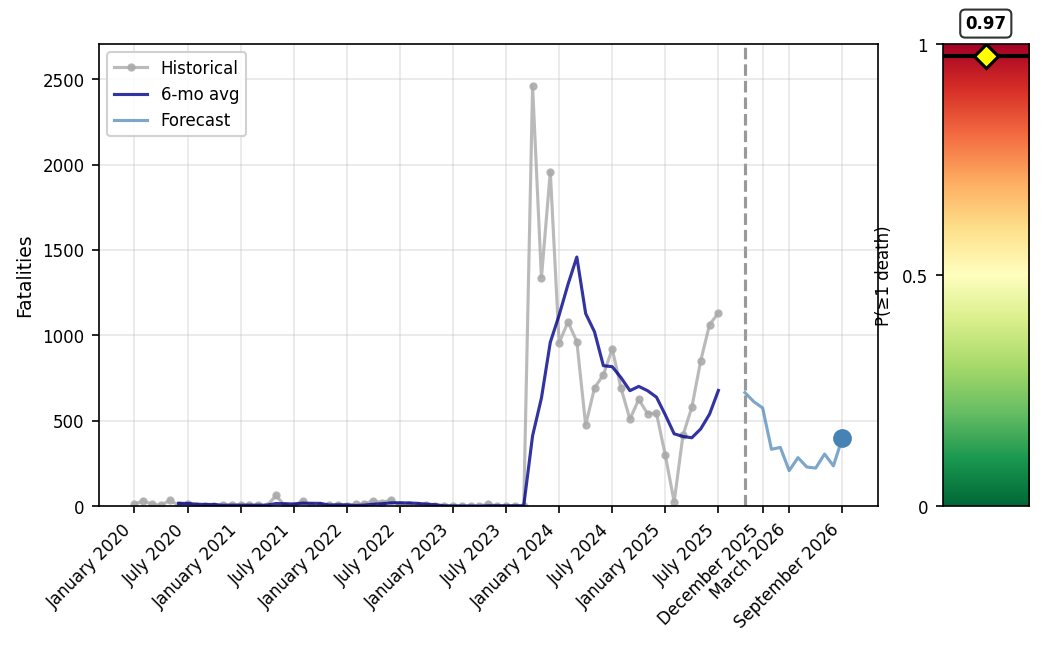 0.97
Historical
6-mo avg
Forecast
Fatalities
2500
2000
1500
1000
500
0
January 2020
July 2020
January 2021
July 2021
January 2022
July 2022
January 2023
July 2023
January 2024
July 2024
January 2025
July 2025
December 2025
March 2026
September 2026
P(≥1 death)
1
0.5
0